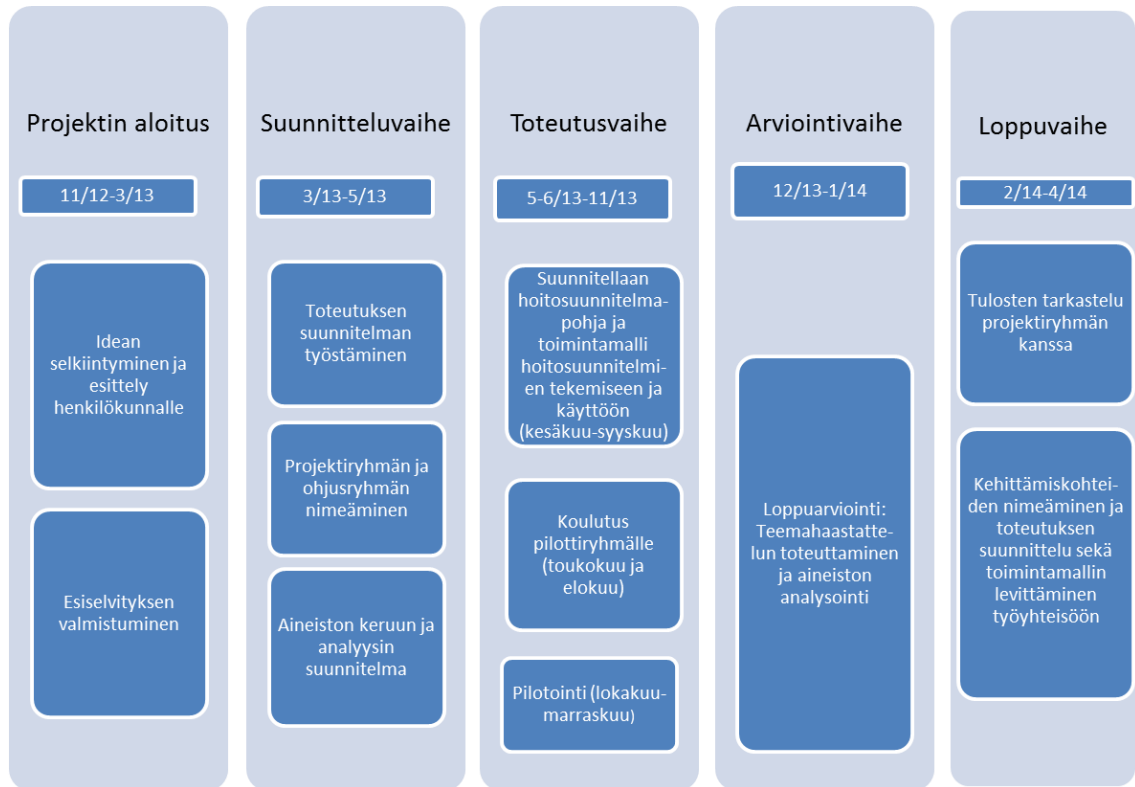 Projektin aloitus
11/12-3/13
Idean
selkiintyminen ja
esittely
henkilökunnalle
Esiselvityksen
valmistuminen
Suunnitteluvaihe
3/13-5/13
Toteutuksen
suunnitelman
työstäminen
Projektiryhmän ja
ohjusryhmän
nimeäminen
Aineiston keruun ja
analyysin
suunnitelma
Toteutusvaihe
5-6/13-11/13
Suunnitellaan
hoitosuunnitelma-
pohja ja
toimintamalli
hoitosuunnitelmi-
en tekemiseen ja
käyttöön
(kesäkuu-syyskuu)
Koulutus
pilottiryhmälle
(toukokuu ja
elokuu)
Pilotointi (lokakuu-
marraskuu)
Arviointivaihe
12/13-1/14
Loppuarviointi:
Teemahaastatte-
lun toteuttaminen
ja aineiston
analysointi
Loppuvaihe
2/14-4/14
Tulosten tarkastelu
projektiryhmän
kanssa
Kehittämiskohtei-
den nimeäminen ja
toteutuksen
suunnittelu sekä
toimintamallin
levittäminen
työyhteisöön